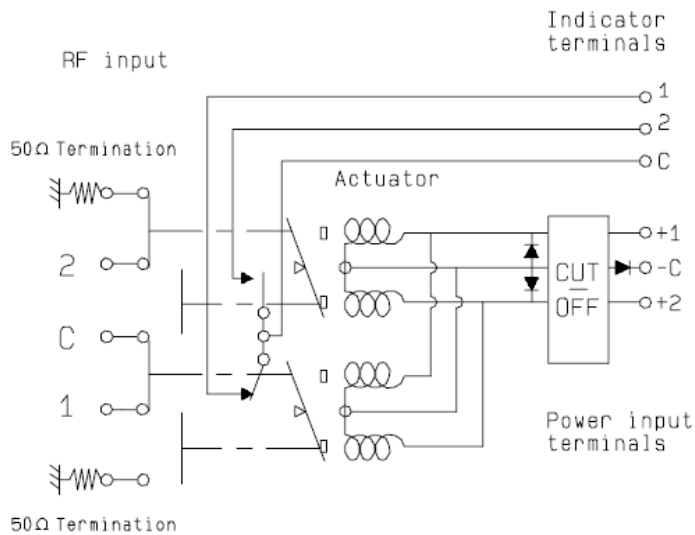 Indicator
terminals
RF input
1
2
C
50Ω Termination
Actuator
2
C
1
50Ω Termination
CUT
OFF
+1
-C
+2
Power input
terminals